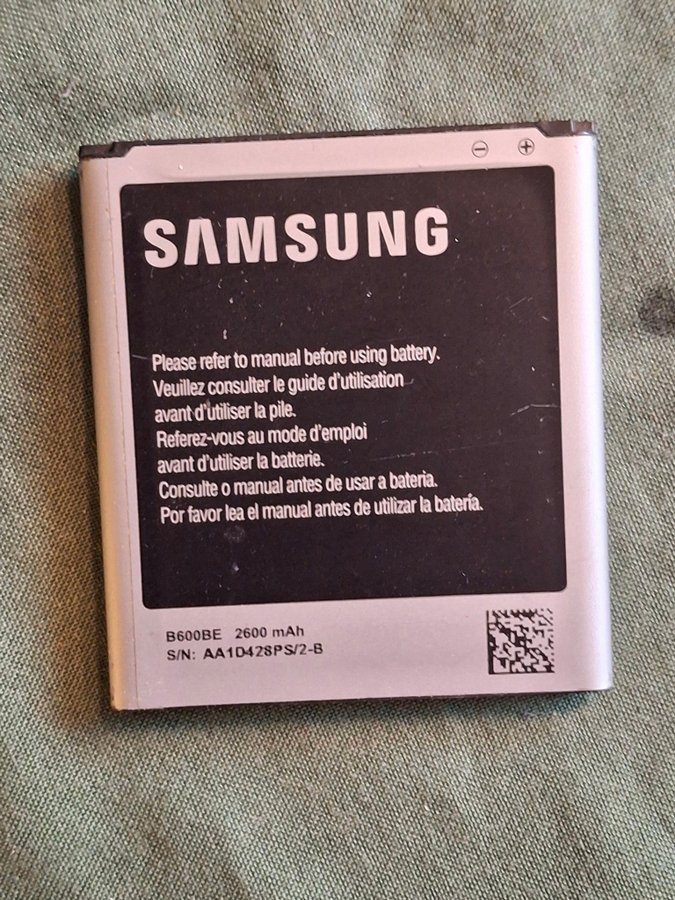 SAMSUNG
Please refer to manual before using battery.
Veuillez consulter le guide d'utilisation
avant d'utiliser la pile.
Referez-vous au mode d'emploi
avant d'utiliser la batterie.
Consulte o manual antes de usar a bateria.
Por favor lea el manual antes de utilizar la batería.
B600BE 2600 mAh
S/N: AA1D428PS/2-B